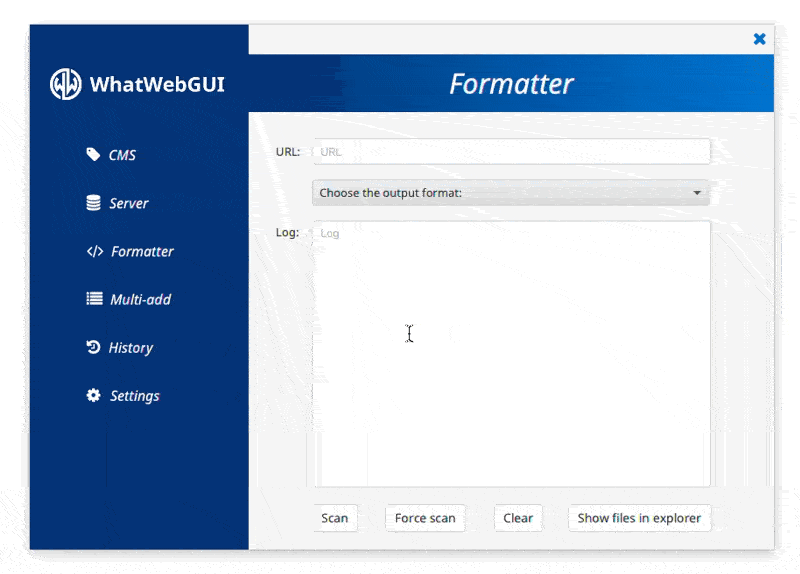 WhatWebGUI
Formatter
CMS
Server
Formatter
Multi-add
History
Settings
URL: URL
Choose the output format:
Log: Log
Scan Force scan Clear Show files in explorer